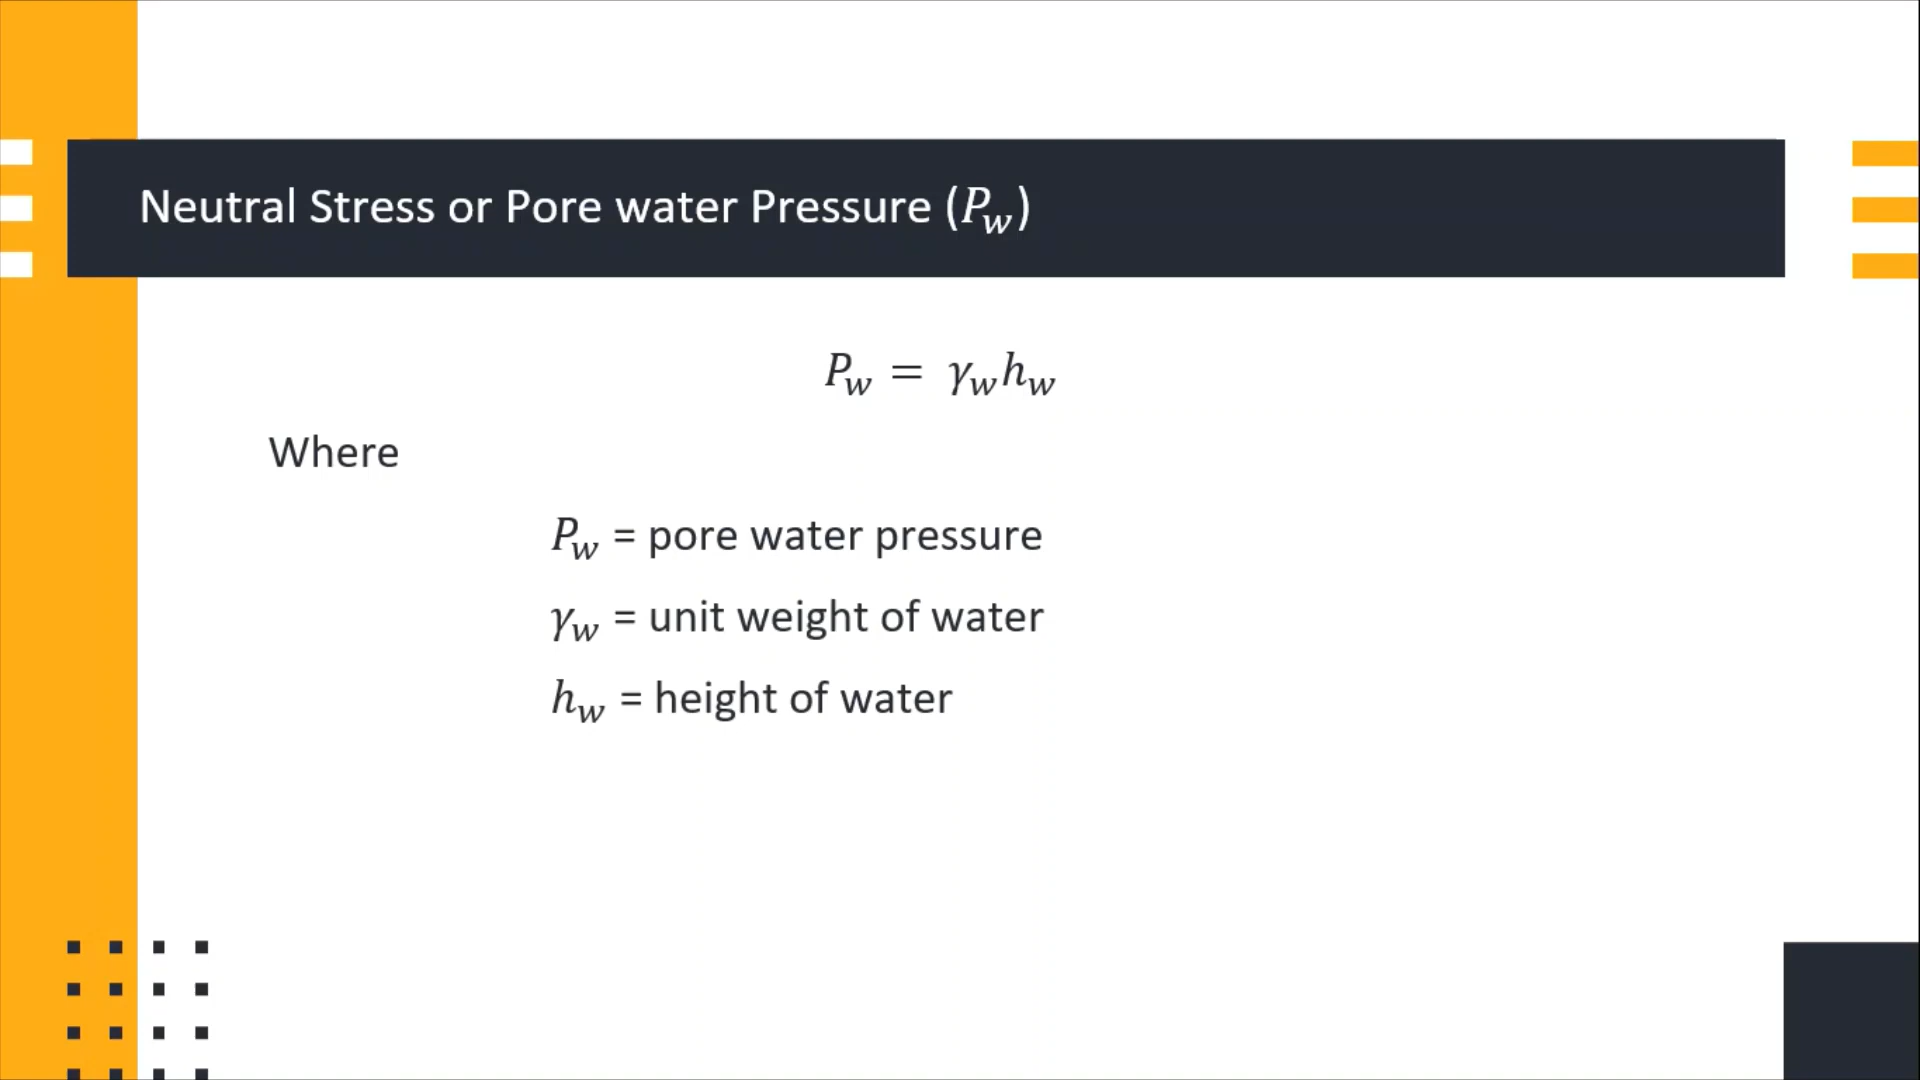 Neutral Stress or Pore water Pressure (𝑃𝑤)
𝑃𝑤 = 𝛾𝑤ℎ𝑤
Where
𝑃𝑤 = pore water pressure
𝛾𝑤 = unit weight of water
ℎ𝑤 = height of water